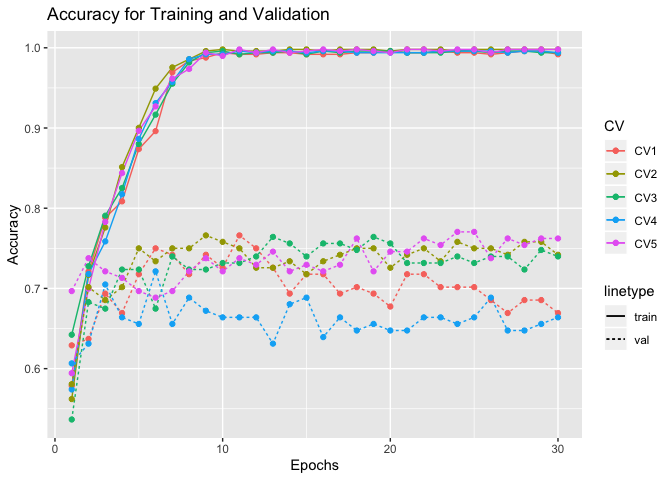 Accuracy for Training and Validation
1.0
0.9
0.8
0.7
0.6
Accuracy
0
10
20
30
Epochs
CV
CV1
CV2
CV3
CV4
CV5
linetype
train
val